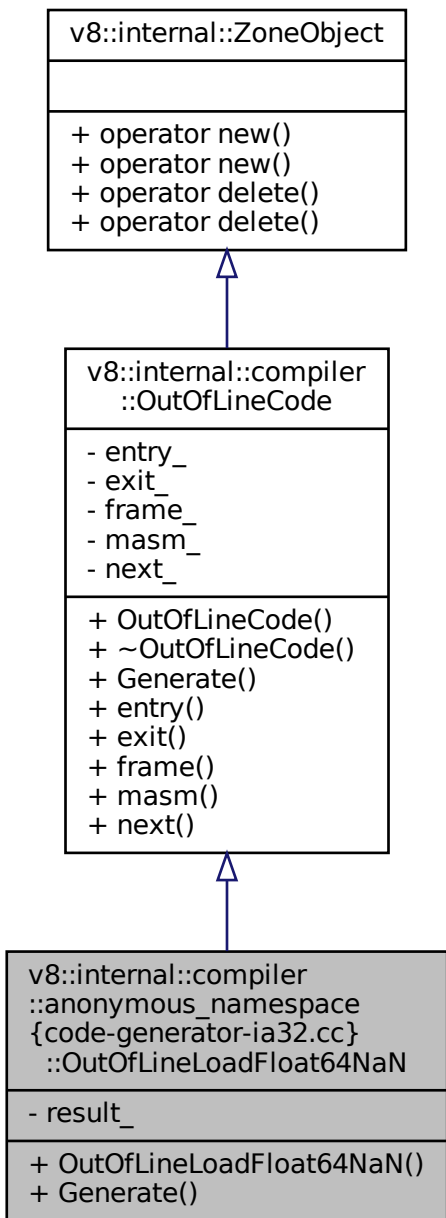 v8::internal::ZoneObject
+ operator new()
+ operator new()
+ operator delete()
+ operator delete()
v8::internal::compiler
::OutOfLineCode
- entry_
- exit_
- frame_
- masm_
- next_
+ OutOfLineCode()
+ ~OutOfLineCode()
+ Generate()
+ entry()
+ exit()
+ frame()
+ masm()
+ next()
v8::internal::compiler
::anonymous_namespace
{code-generator-ia32.cc}
::OutOfLineLoadFloat64NaN
- result_
+ OutOfLineLoadFloat64NaN()
+ Generate()